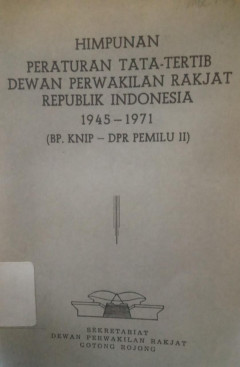 HIMPUNAN
PERATURAN TATA-TERTIB
DEWAN PERWAKILAN RAKJAT
REPUBLIK INDONESIA
1945 – 1971
(BP. KNIP – DPR PEMILU II)
SEKRETARIAT
DEWAN PERWAKILAN RAKJAT
GOTONG ROJONG